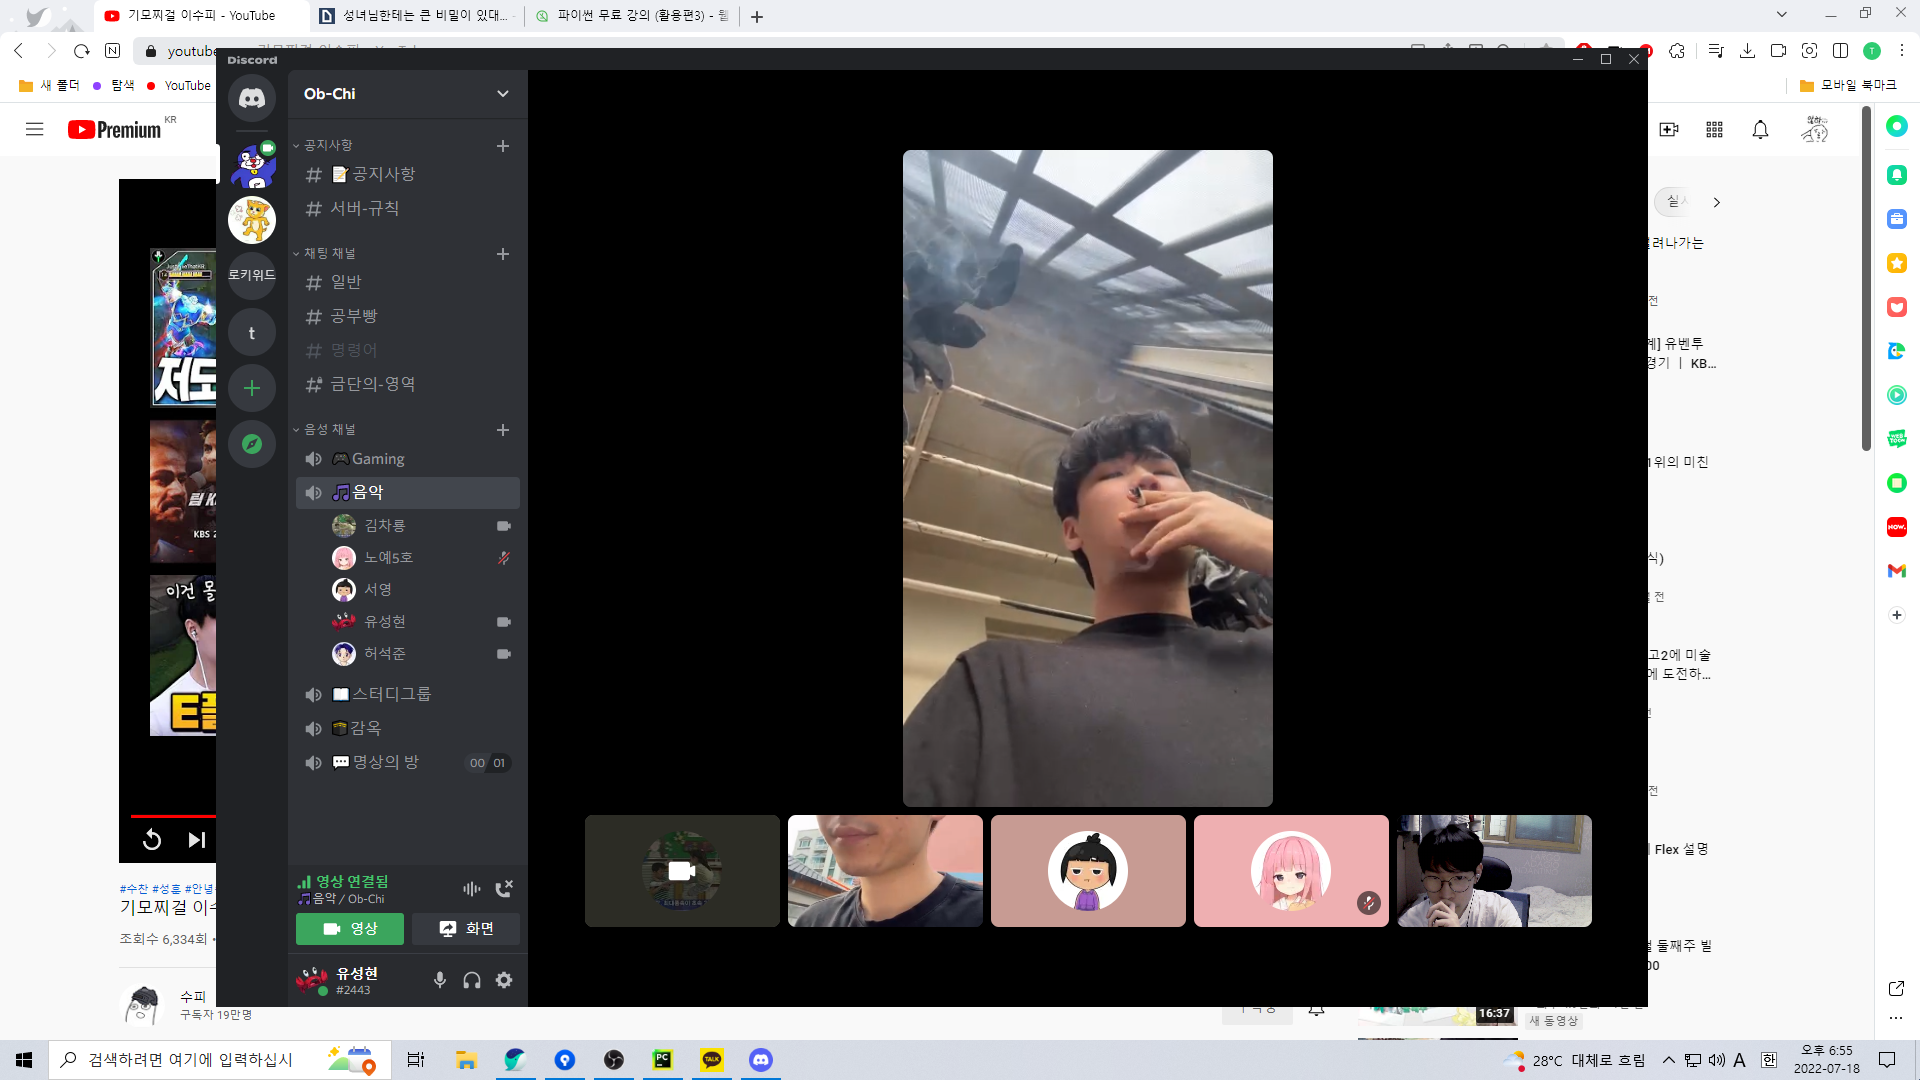 기모찌걸 이수피 - YouTube
성녀님한테는 큰 비밀이 있대...
파이썬 무료 강의 (활용편3) - 웹
youtube
새 폴더
탐색
YouTube
모바일 북마크
Premium KR
Discord
Ob-Chi
공지사항
공지사항
서버-규칙
채팅 채널
일반
공부빵
명령어
금단의-영역
음성 채널
Gaming
음악
김차룡
노예5호
서영
유성현
허석준
스터디그룹
감옥
명상의 방 00 01
영상 연결됨
음악 / Ob-Chi
영상
화면
유성현
#2443
로키워드
t
저도
KBS 2
이건 몰
#수찬 #성훈 #안녕
기모찌걸 이수
조회수 6,334회 •
수피
구독자 19만명
려나가는
전
유벤투
경기 ㅣ KB...
1위의 미친
식)
전
고2에 미술
에 도전하...
전
Flex 설명
둘째주 빌
00
16:37
새 동영상
NOW.
검색하려면 여기에 입력하십시
PC
TALK
28°C 대체로 흐림
A
한
오후 6:55
2022-07-18